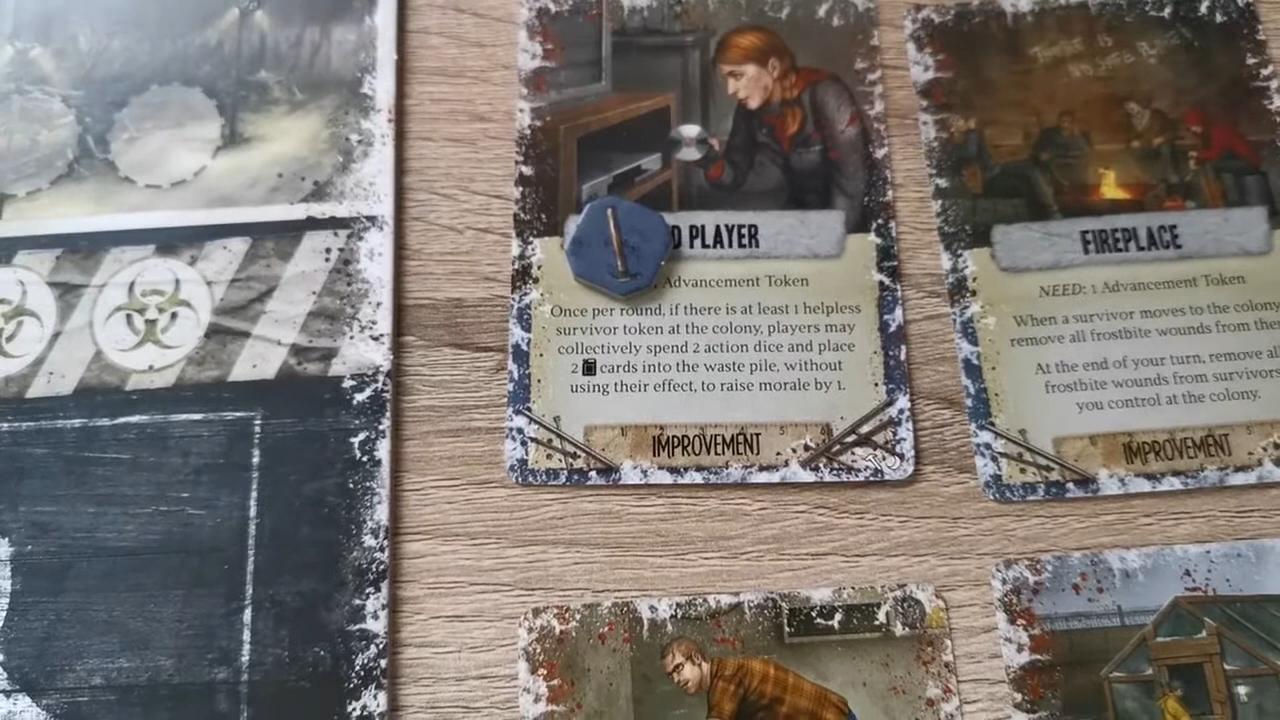 D PLAYER
Advancement Token
Once per round, if there is at least 1 helpless
survivor token at the colony, players may
collectively spend 2 action dice and place
2 cards into the waste pile, without
using their effect, to raise morale by 1.
IMPROVEMENT
THERE IS
NO
FIREPLACE
NEED: 1 Advancement Token
When a survivor moves to the colony
remove all frostbite wounds from the
At the end of your turn, remove al
frostbite wounds from survivors
you control at the colony.
IMPROVEMENT